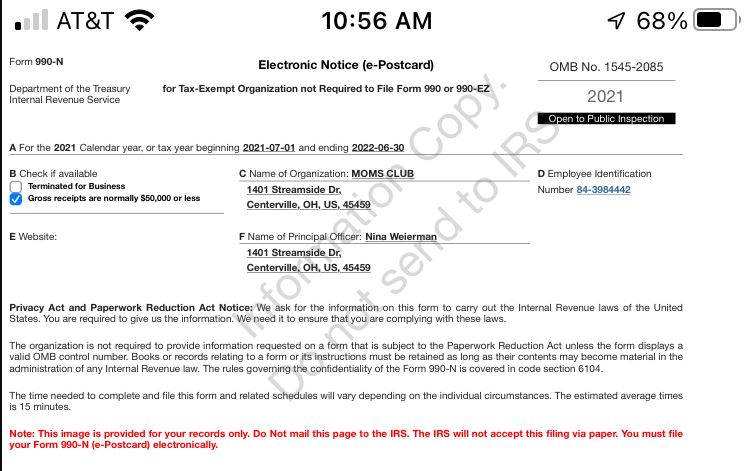 AT&T 10:56 AM 68%
Form 990-N
Electronic Notice (e-Postcard)
OMB No. 1545-2085
Department of the Treasury
Internal Revenue Service
for Tax-Exempt Organization not Required to File Form 990 or 990-EZ
2021
Open to Public Inspection
A For the 2021 Calendar year, or tax year beginning 2021-07-01 and ending 2022-06-30
B Check if available
Terminated for Business
Gross receipts are normally $50,000 or less
C Name of Organization: MOMS CLUB
1401 Streamside Dr,
Centerville, OH, US, 45459
D Employee Identification
Number 84-3984442
E Website:
F Name of Principal Officer: Nina Weierman
1401 Streamside Dr,
Centerville, OH, US, 45459
Information Copy.
Do not send to IRS
Privacy Act and Paperwork Reduction Act Notice: We ask for the information on this form to carry out the Internal Revenue laws of the United
States. You are required to give us the information. We need it to ensure that you are complying with these laws.
The organization is not required to provide information requested on a form that is subject to the Paperwork Reduction Act unless the form displays a
valid OMB control number. Books or records relating to a form or its instructions must be retained as long as their contents may become material in the
administration of any Internal Revenue law. The rules governing the confidentiality of the Form 990-N is covered in code section 6104.
The time needed to complete and file this form and related schedules will vary depending on the individual circumstances. The estimated average times
is 15 minutes.
Note: This image is provided for your records only. Do Not mail this page to the IRS. The IRS will not accept this filing via paper. You must file
your Form 990-N (e-Postcard) electronically.